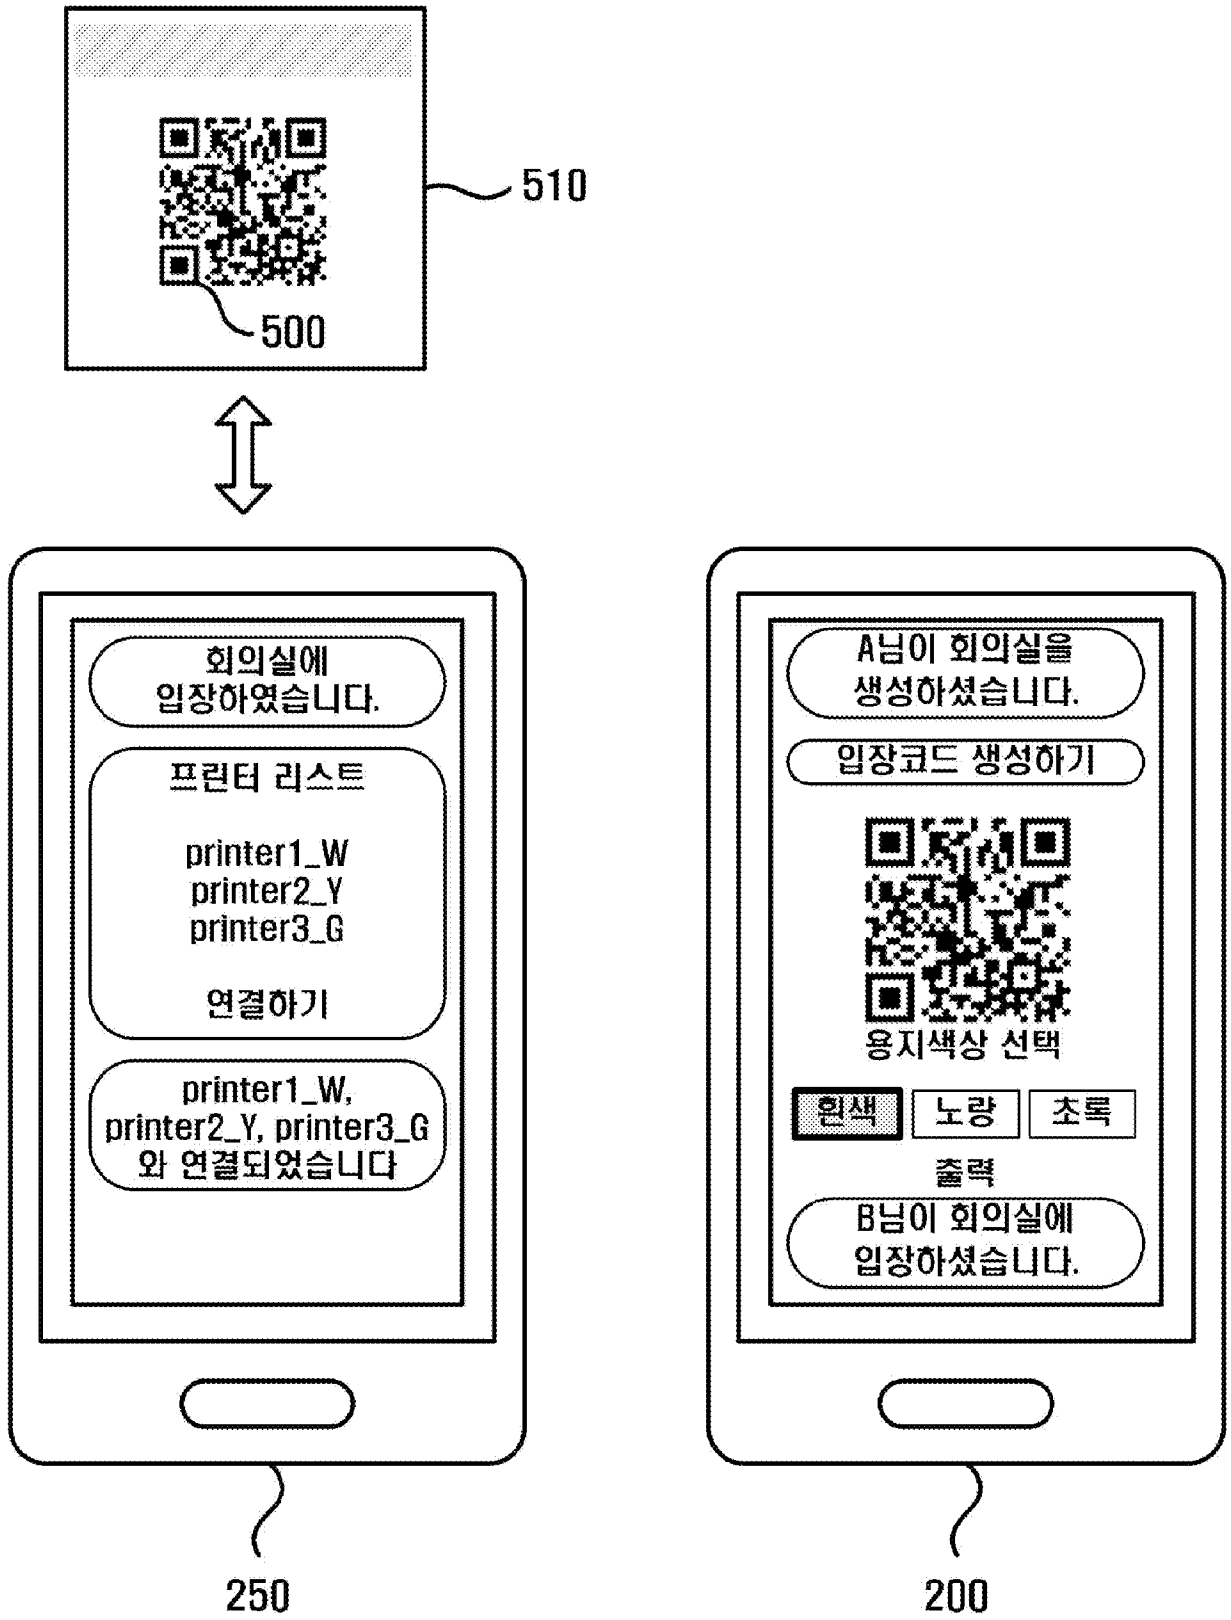 510
500
회의실에
입장하였습니다.
프린터 리스트
printer1_W
printer2_Y
printer3_G
연결하기
printer1_W,
printer2_Y, printer3_G
와 연결되었습니다
250
A님이 회의실을
생성하셨습니다.
입장코드 생성하기
용지색상 선택
흰색 노랑 초록
출력
B님이 회의실에
입장하셨습니다.
200